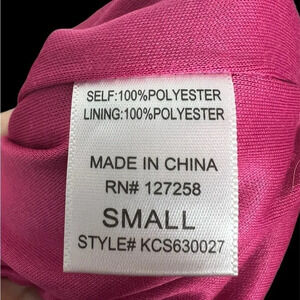 SELF:100%POLYESTER
LINING:100%POLYESTER
MADE IN CHINA
RN# 127258
SMALL
STYLE# KCS630027